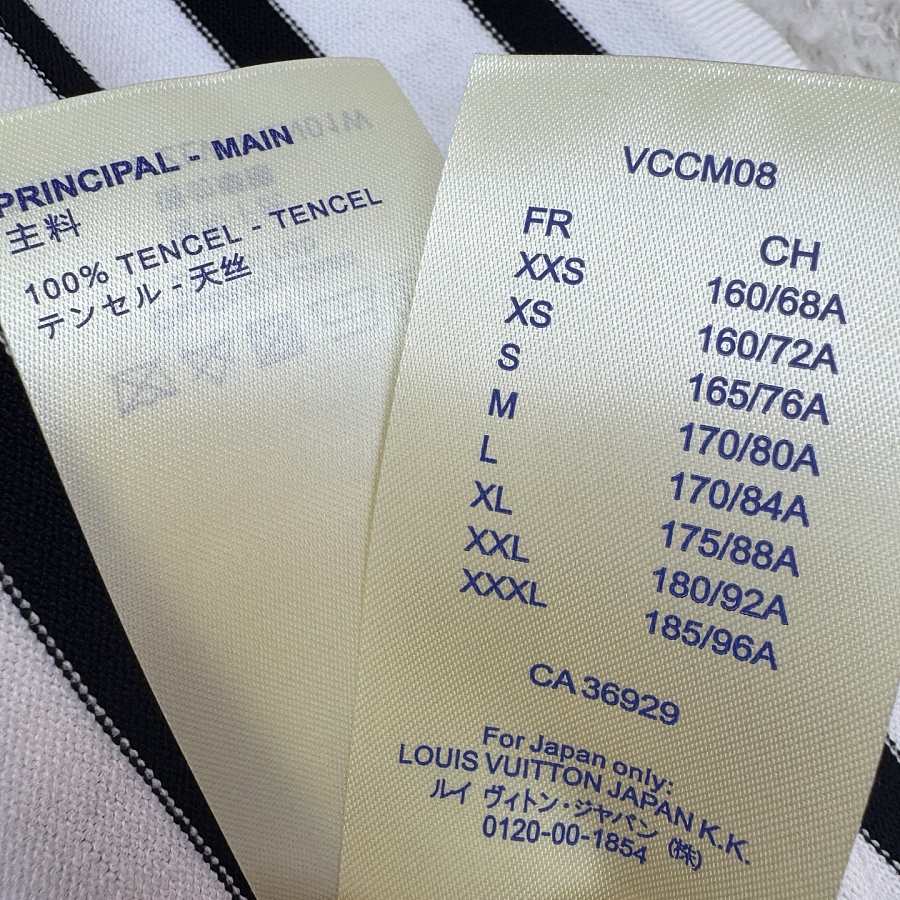 PRINCIPAL - MAIN
主料
100% TENCEL - TENCEL
テンセル - 天丝
VCCM08
FR CH
XXS 160/68A
XS 160/72A
S 165/76A
M 170/80A
L 170/84A
XL 175/88A
XXL 180/92A
XXXL 185/96A
CA 36929
For Japan only:
LOUIS VUITTON JAPAN K.K.
ルイ ヴィトン・ジャパン (株)
0120-00-1854